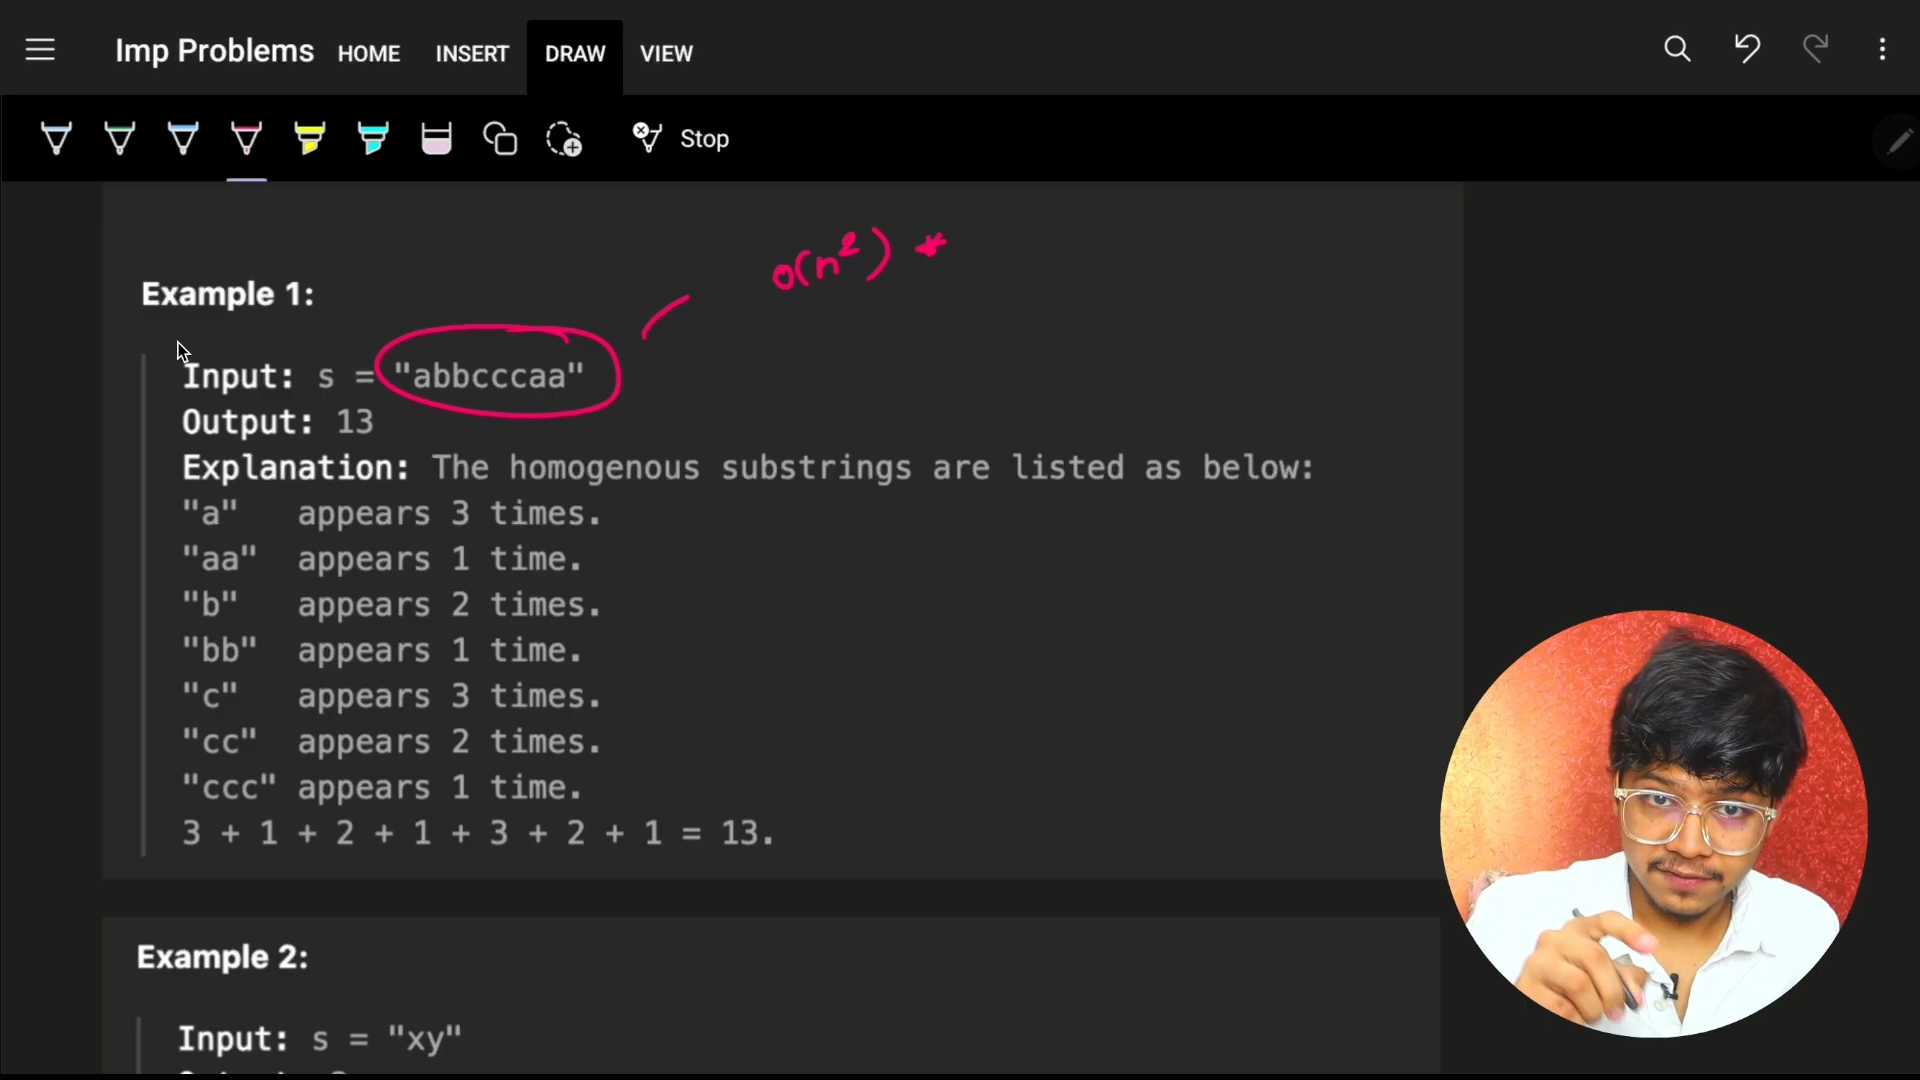 Imp Problems HOME INSERT DRAW VIEW
Stop
o(n²) *
Example 1:
Input: s = "abbcccaa"
Output: 13
Explanation: The homogenous substrings are listed as below:
"a" appears 3 times.
"aa" appears 1 time.
"b" appears 2 times.
"bb" appears 1 time.
"c" appears 3 times.
"cc" appears 2 times.
"ccc" appears 1 time.
3 + 1 + 2 + 1 + 3 + 2 + 1 = 13.
Example 2:
Input: s = "xy"